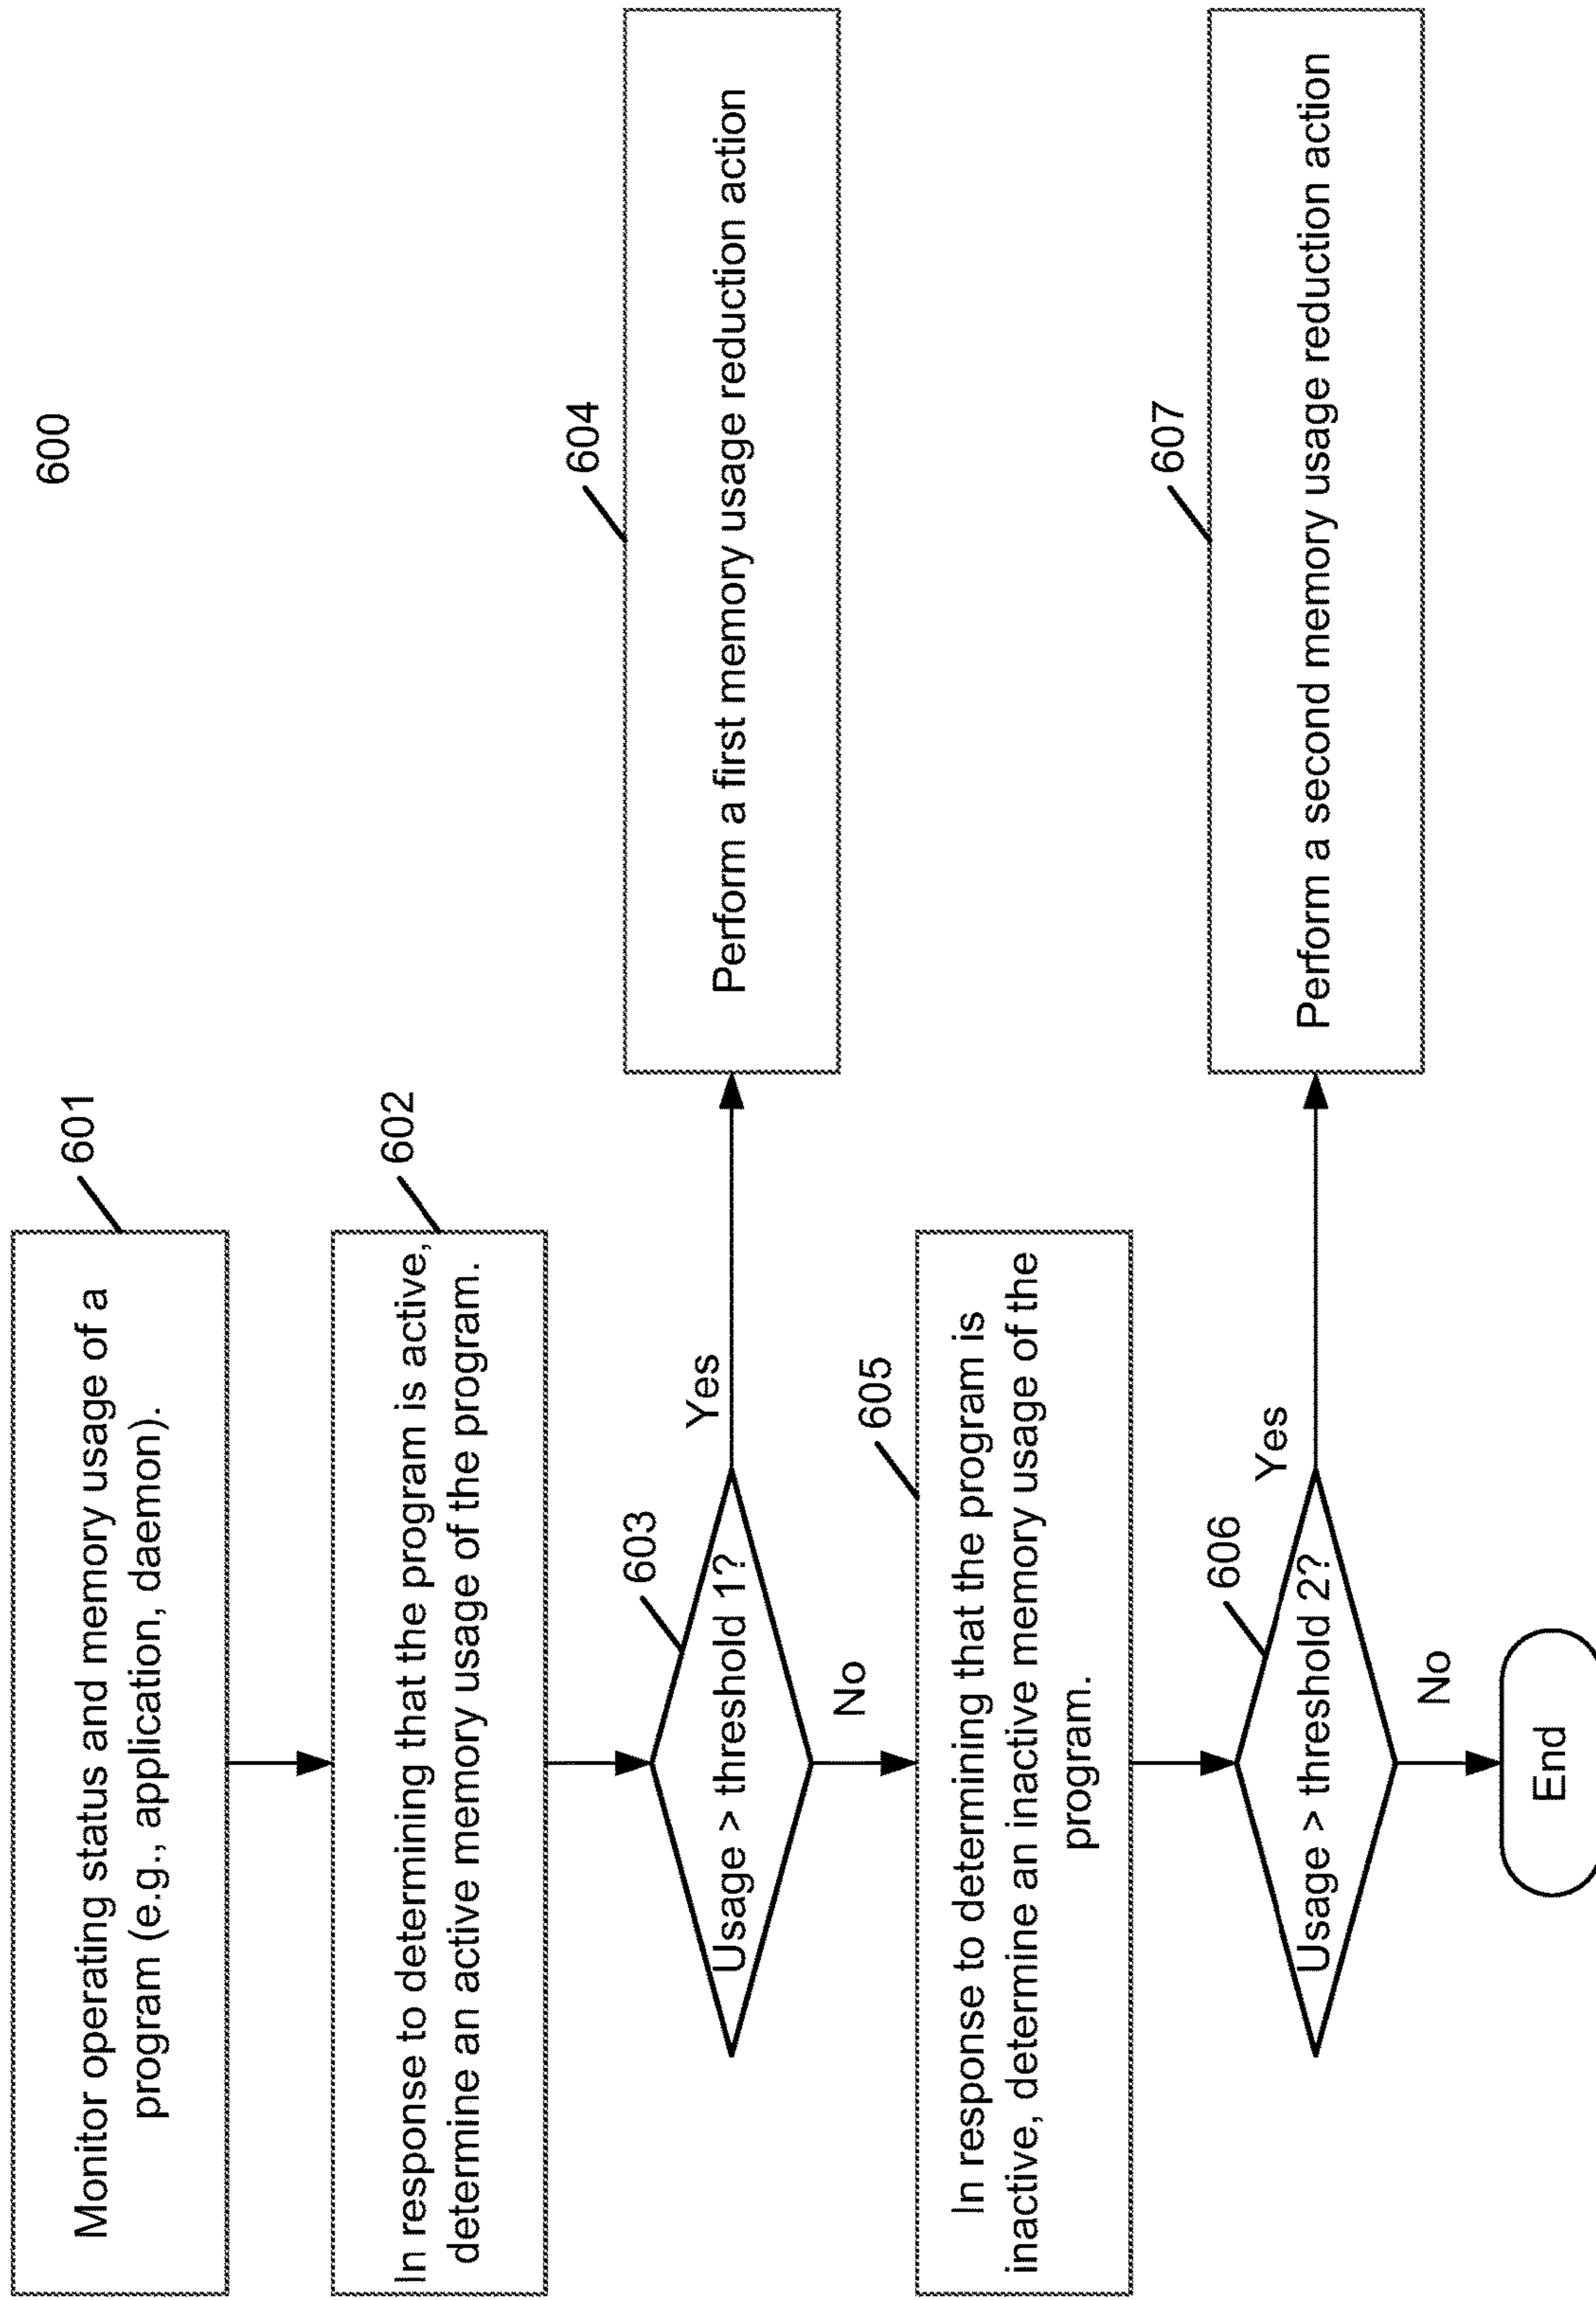 600
601
Monitor operating status and memory usage of a
program (e.g., application, daemon).
602
In response to determining that the program is active,
determine an active memory usage of the program.
603
Usage > threshold 1?
Yes
604
Perform a first memory usage reduction action
No
605
In response to determining that the program is
inactive, determine an inactive memory usage of the
program.
606
Usage > threshold 2?
Yes
607
Perform a second memory usage reduction action
No
End